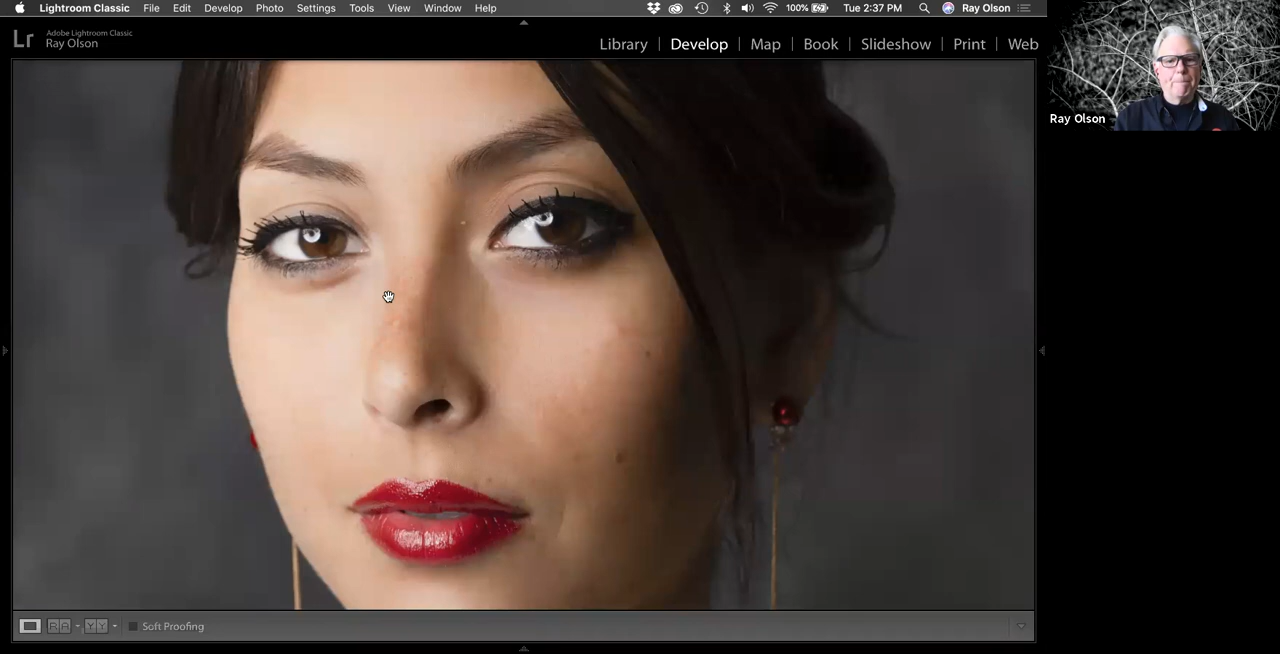 Lightroom Classic File Edit Develop Photo Settings Tools View Window Help 100% Tue 2:37 PM Ray Olson
Lr Adobe Lightroom Classic
Ray Olson
Library | Develop | Map | Book | Slideshow | Print | Web
Ray Olson
R A Y Y Soft Proofing